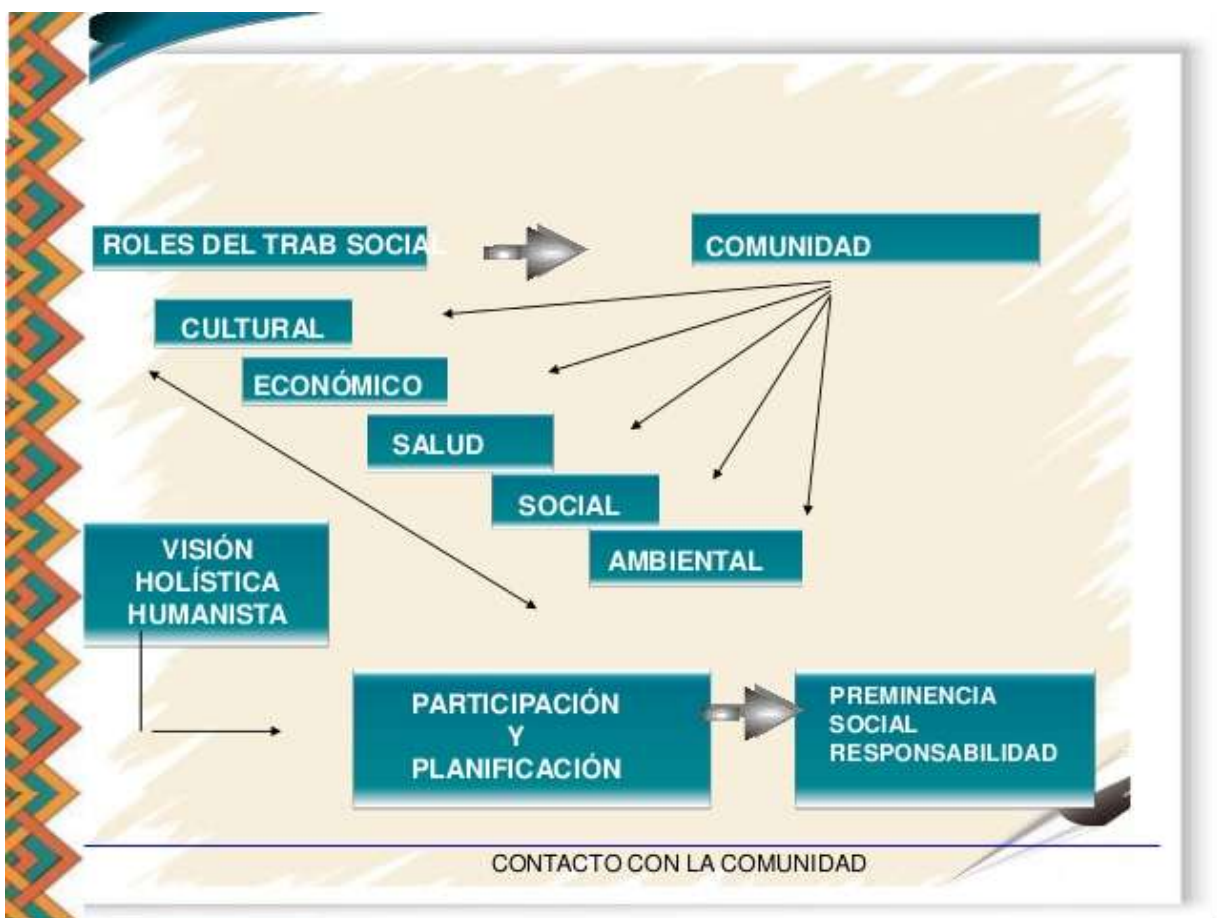 ROLES DEL TRAB SOCIAL
COMUNIDAD
CULTURAL
ECONÓMICO
SALUD
SOCIAL
AMBIENTAL
VISIÓN
HOLÍSTICA
HUMANISTA
PARTICIPACIÓN
Y
PLANIFICACIÓN
PREMINENCIA
SOCIAL
RESPONSABILIDAD
CONTACTO CON LA COMUNIDAD